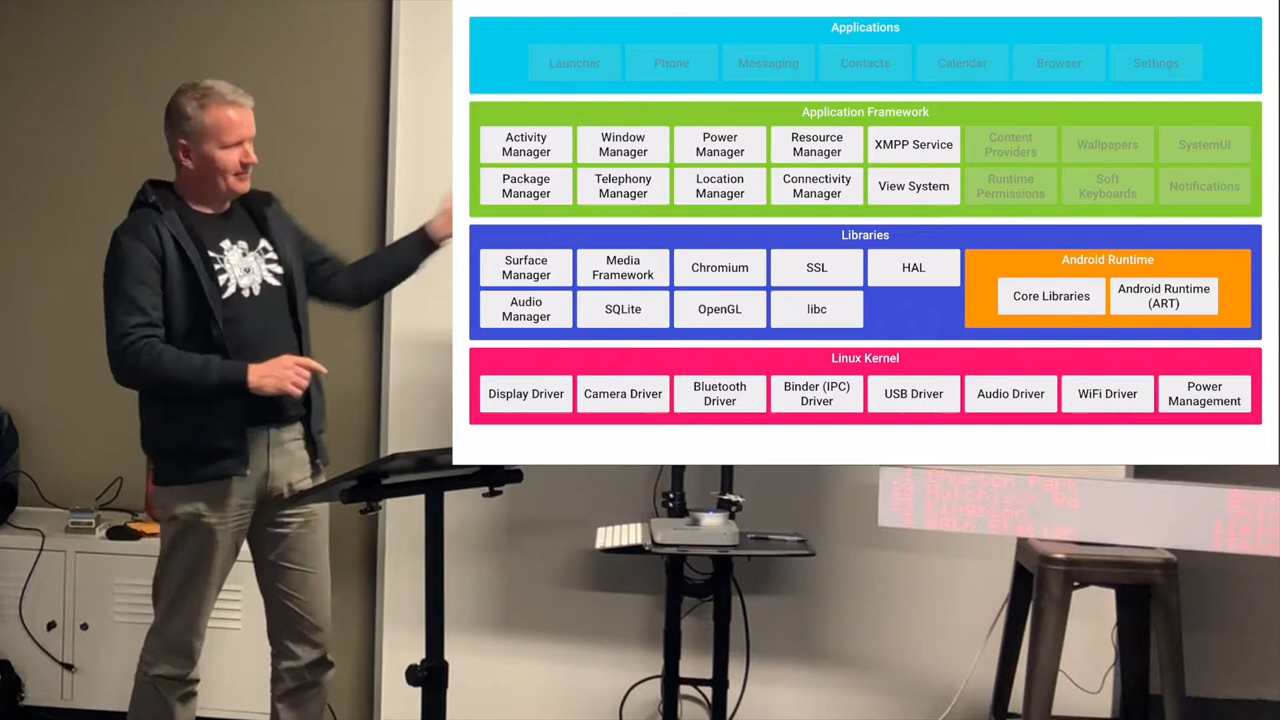 Applications
Launcher
Phone
Messaging
Contacts
Calendar
Browser
Settings
Application Framework
Activity
Manager
Window
Manager
Power
Manager
Resource
Manager
XMPP Service
Content
Providers
Wallpapers
SystemUI
Package
Manager
Telephony
Manager
Location
Manager
Connectivity
Manager
View System
Runtime
Permissions
Soft
Keyboards
Notifications
Libraries
Surface
Manager
Media
Framework
Chromium
SSL
HAL
Android Runtime
Core Libraries
Android Runtime
(ART)
Audio
Manager
SQLite
OpenGL
libc
Linux Kernel
Display Driver
Camera Driver
Bluetooth
Driver
Binder (IPC)
Driver
USB Driver
Audio Driver
WiFi Driver
Power
Management